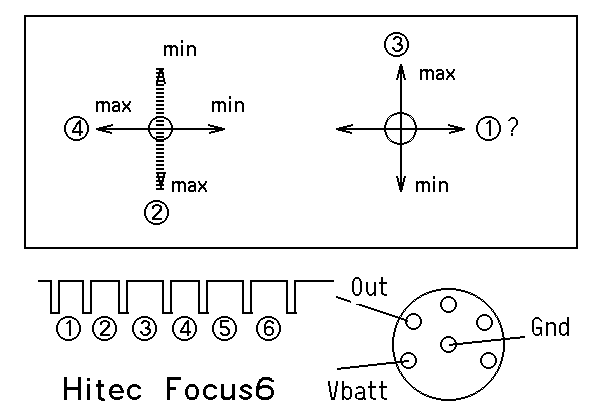 min
③
max
max
min
④
① ?
max
②
min
Out
① ② ③ ④ ⑤ ⑥
Gnd
Vbatt
Hitec Focus6